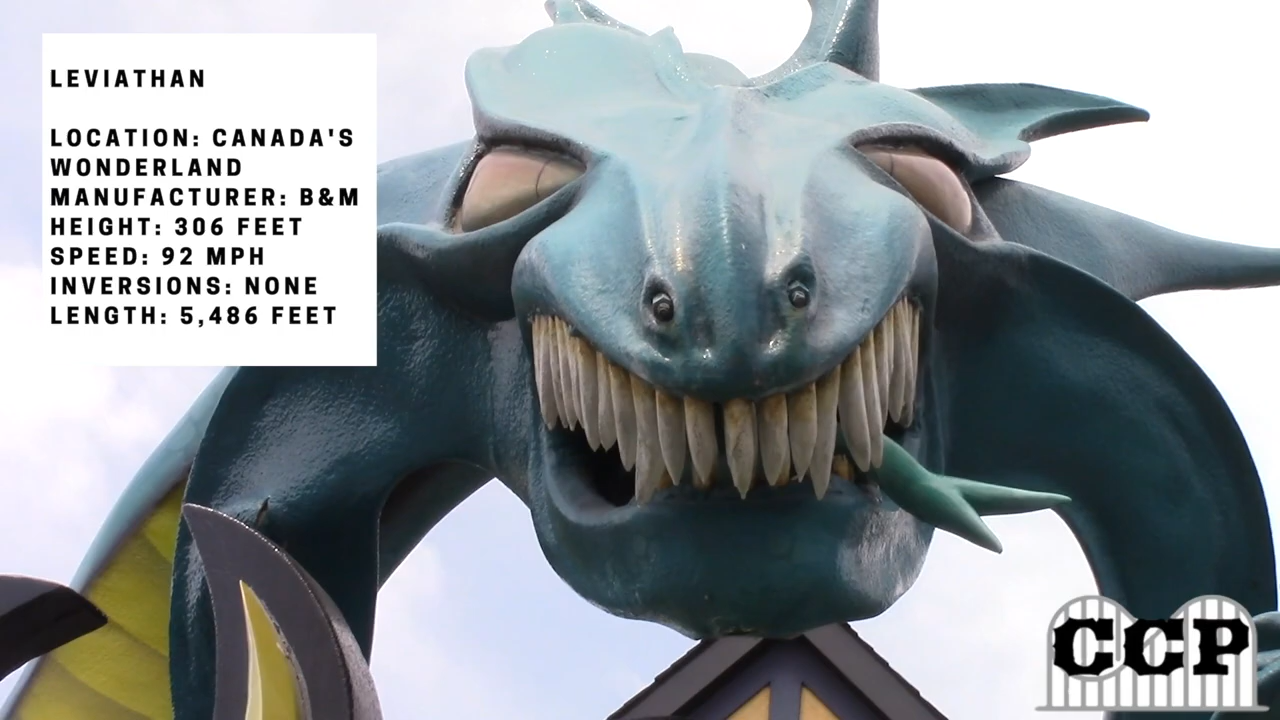 LEVIATHAN
LOCATION: CANADA'S
WONDERLAND
MANUFACTURER: B&M
HEIGHT: 306 FEET
SPEED: 92 MPH
INVERSIONS: NONE
LENGTH: 5,486 FEET
CCP